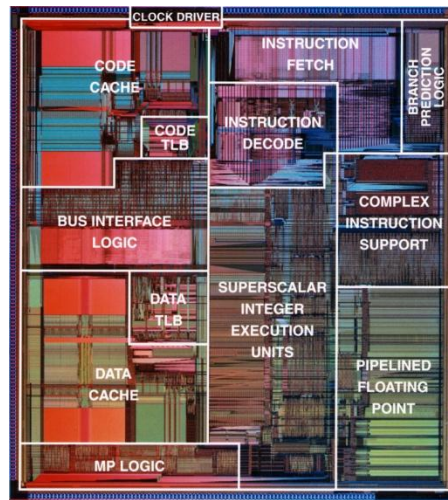 CLOCK DRIVER
CODE
CACHE
CODE
TLB
INSTRUCTION
FETCH
INSTRUCTION
DECODE
BRANCH
PREDICTION
LOGIC
BUS INTERFACE
LOGIC
COMPLEX
INSTRUCTION
SUPPORT
DATA
TLB
SUPERSCALAR
INTEGER
EXECUTION
UNITS
DATA
CACHE
PIPELINED
FLOATING
POINT
MP LOGIC